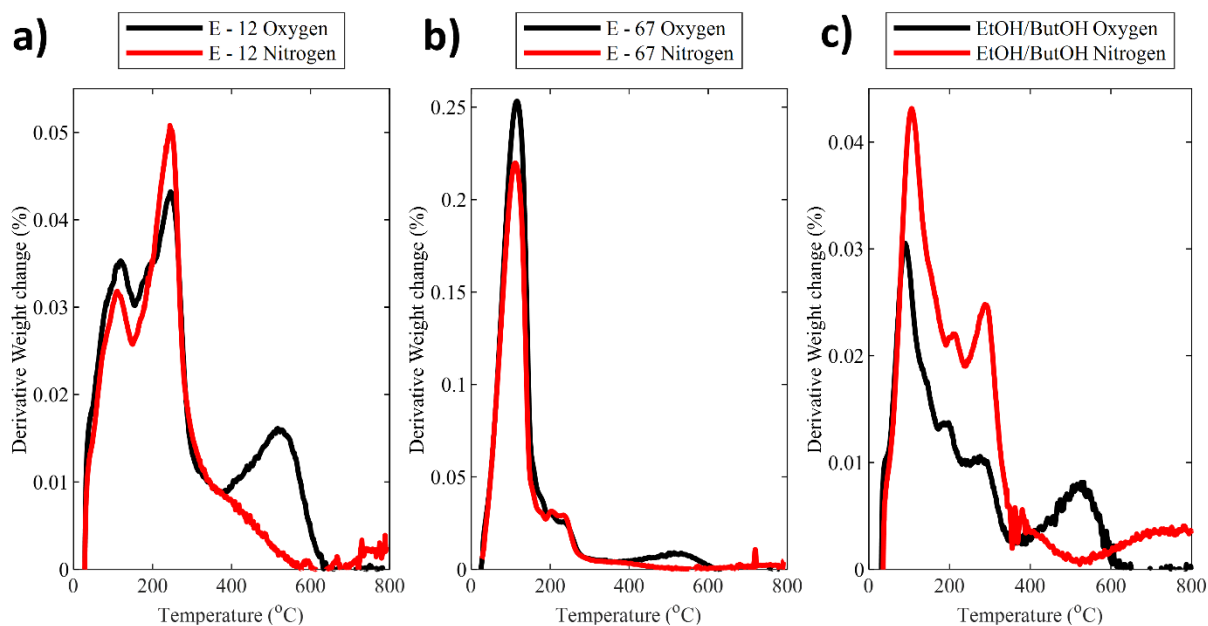 a)
E - 12 Oxygen
E - 12 Nitrogen
Derivative Weight change (%)
0.05
0.04
0.03
0.02
0.01
0
0
200
400
600
800
Temperature (°C)
b)
E - 67 Oxygen
E - 67 Nitrogen
Derivative Weight change (%)
0.25
0.2
0.15
0.1
0.05
0
0
200
400
600
800
Temperature (°C)
c)
EtOH/ButOH Oxygen
EtOH/ButOH Nitrogen
Derivative Weight change (%)
0.04
0.03
0.02
0.01
0
0
200
400
600
800
Temperature (°C)